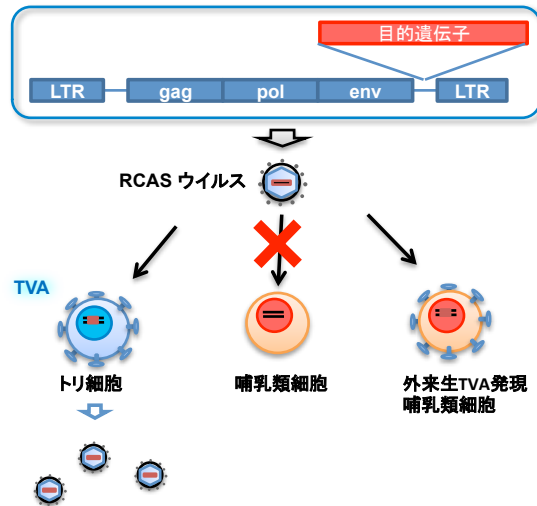 目的遺伝子
LTR gag pol env LTR
RCAS ウイルス
TVA
トリ細胞
哺乳類細胞
外来生TVA発現
哺乳類細胞